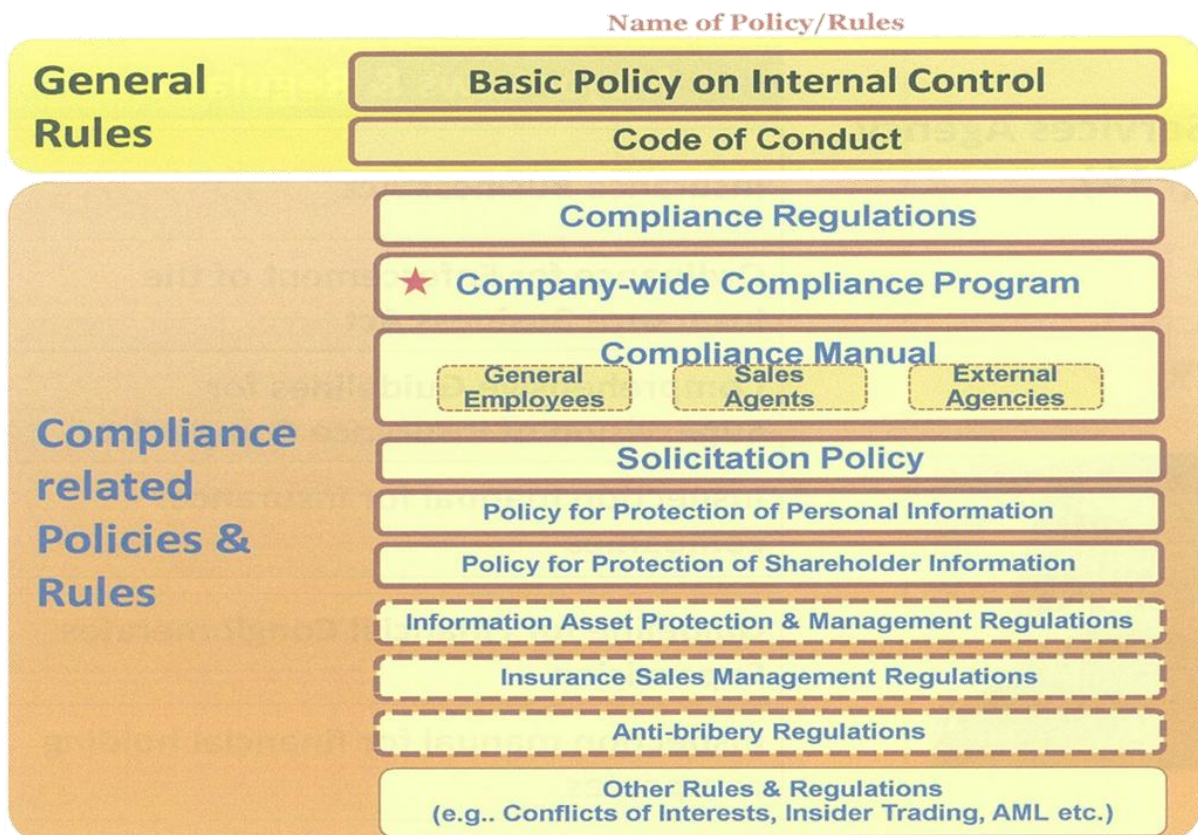 Name of Policy/Rules
General
Rules
Basic Policy on Internal Control
Code of Conduct
Compliance
related
Policies &
Rules
Compliance Regulations
★ Company-wide Compliance Program
Compliance Manual
General
Employees
Sales
Agents
External
Agencies
Solicitation Policy
Policy for Protection of Personal Information
Policy for Protection of Shareholder Information
Information Asset Protection & Management Regulations
Insurance Sales Management Regulations
Anti-bribery Regulations
Other Rules & Regulations
(e.g.. Conflicts of Interests, Insider Trading, AML etc.)